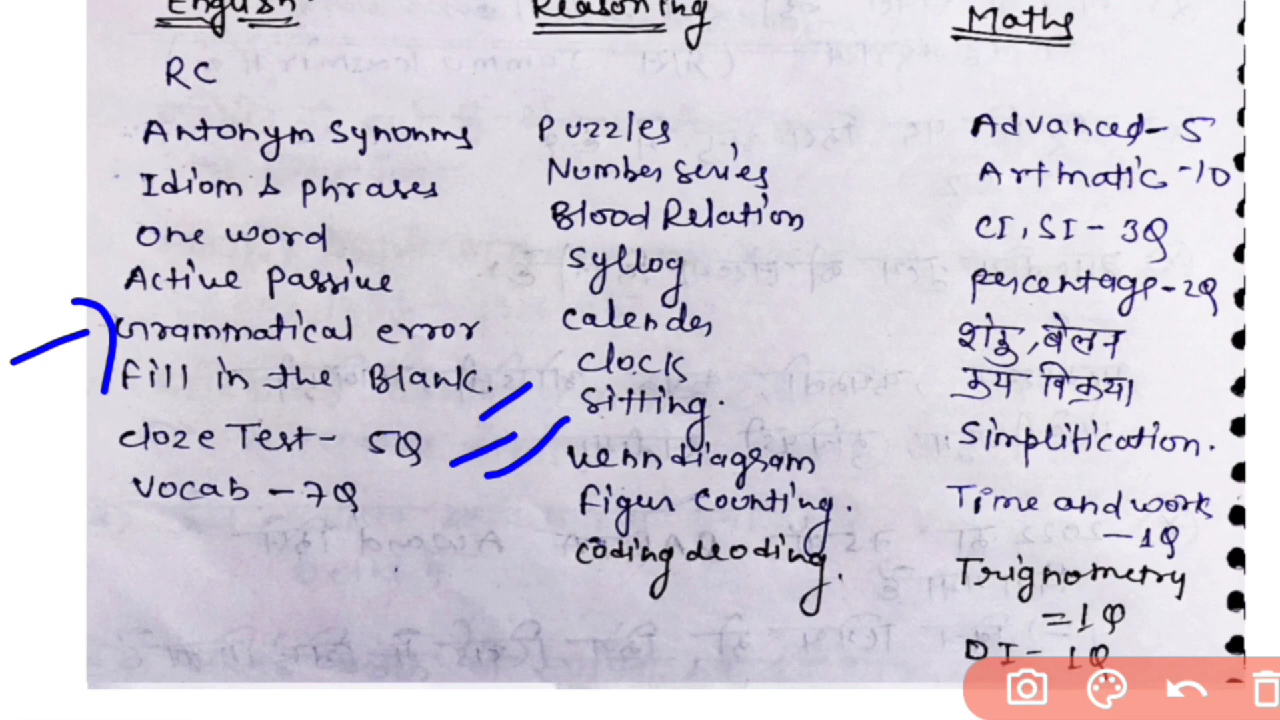 English
RC
Antonym Synonms
Idiom & phrases
one word
Active Passive
Grammatical error
Fill in the Blank.
cloze Test - 5Q
Vocab - 7Q
Reasoning
Puzzles
Number Series
Blood Relation
Syllog
Calender
Clock
Sitting.
Venn diagram
figur counting.
coding deoding.
Maths
Advanced - 5
Artmatic - 10
CI, SI - 3Q
percentage - 2Q
शंकु, बेलन
क्रय विक्रया
Simplification.
Time and work
- 1Q
Trignometry
= 1Q
DI - 1Q